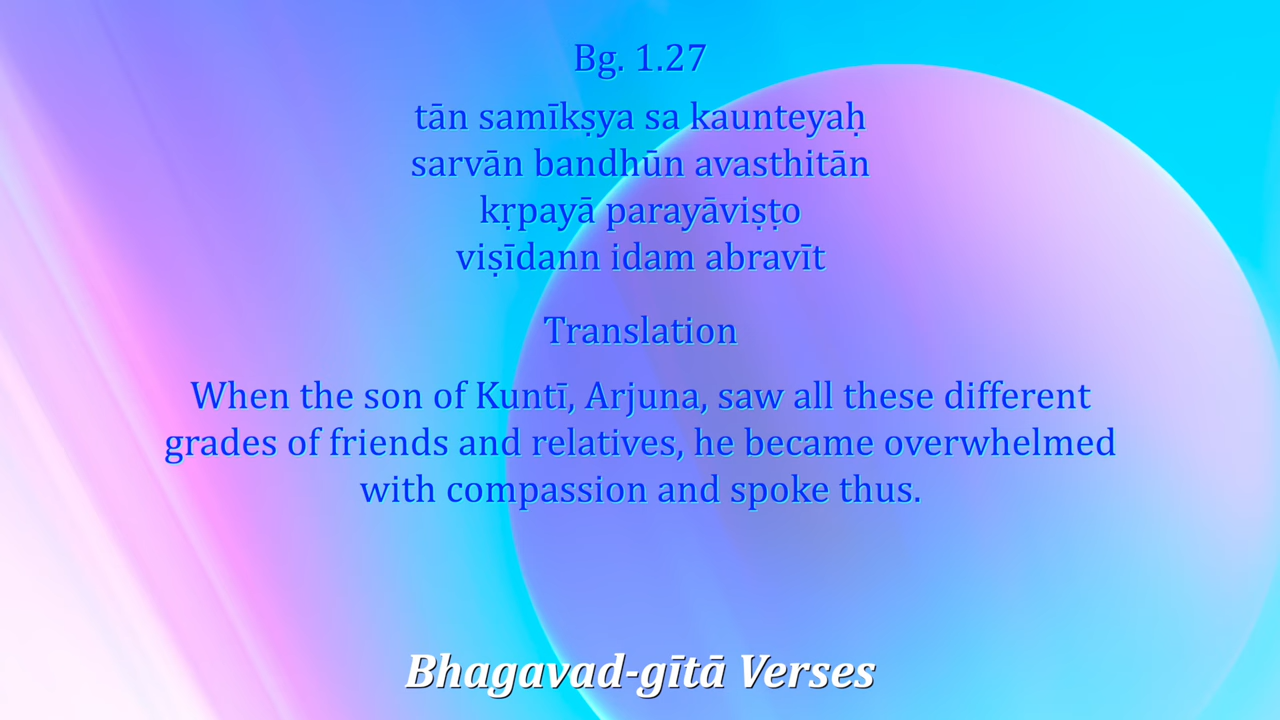 Bg. 1.27
tān samīkṣya sa kaunteyaḥ
sarvān bandhūn avasthitān
kṛpayā parayāviṣṭo
viṣīdann idam abravīt
Translation
When the son of Kuntī, Arjuna, saw all these different
grades of friends and relatives, he became overwhelmed
with compassion and spoke thus.
Bhagavad-gītā Verses